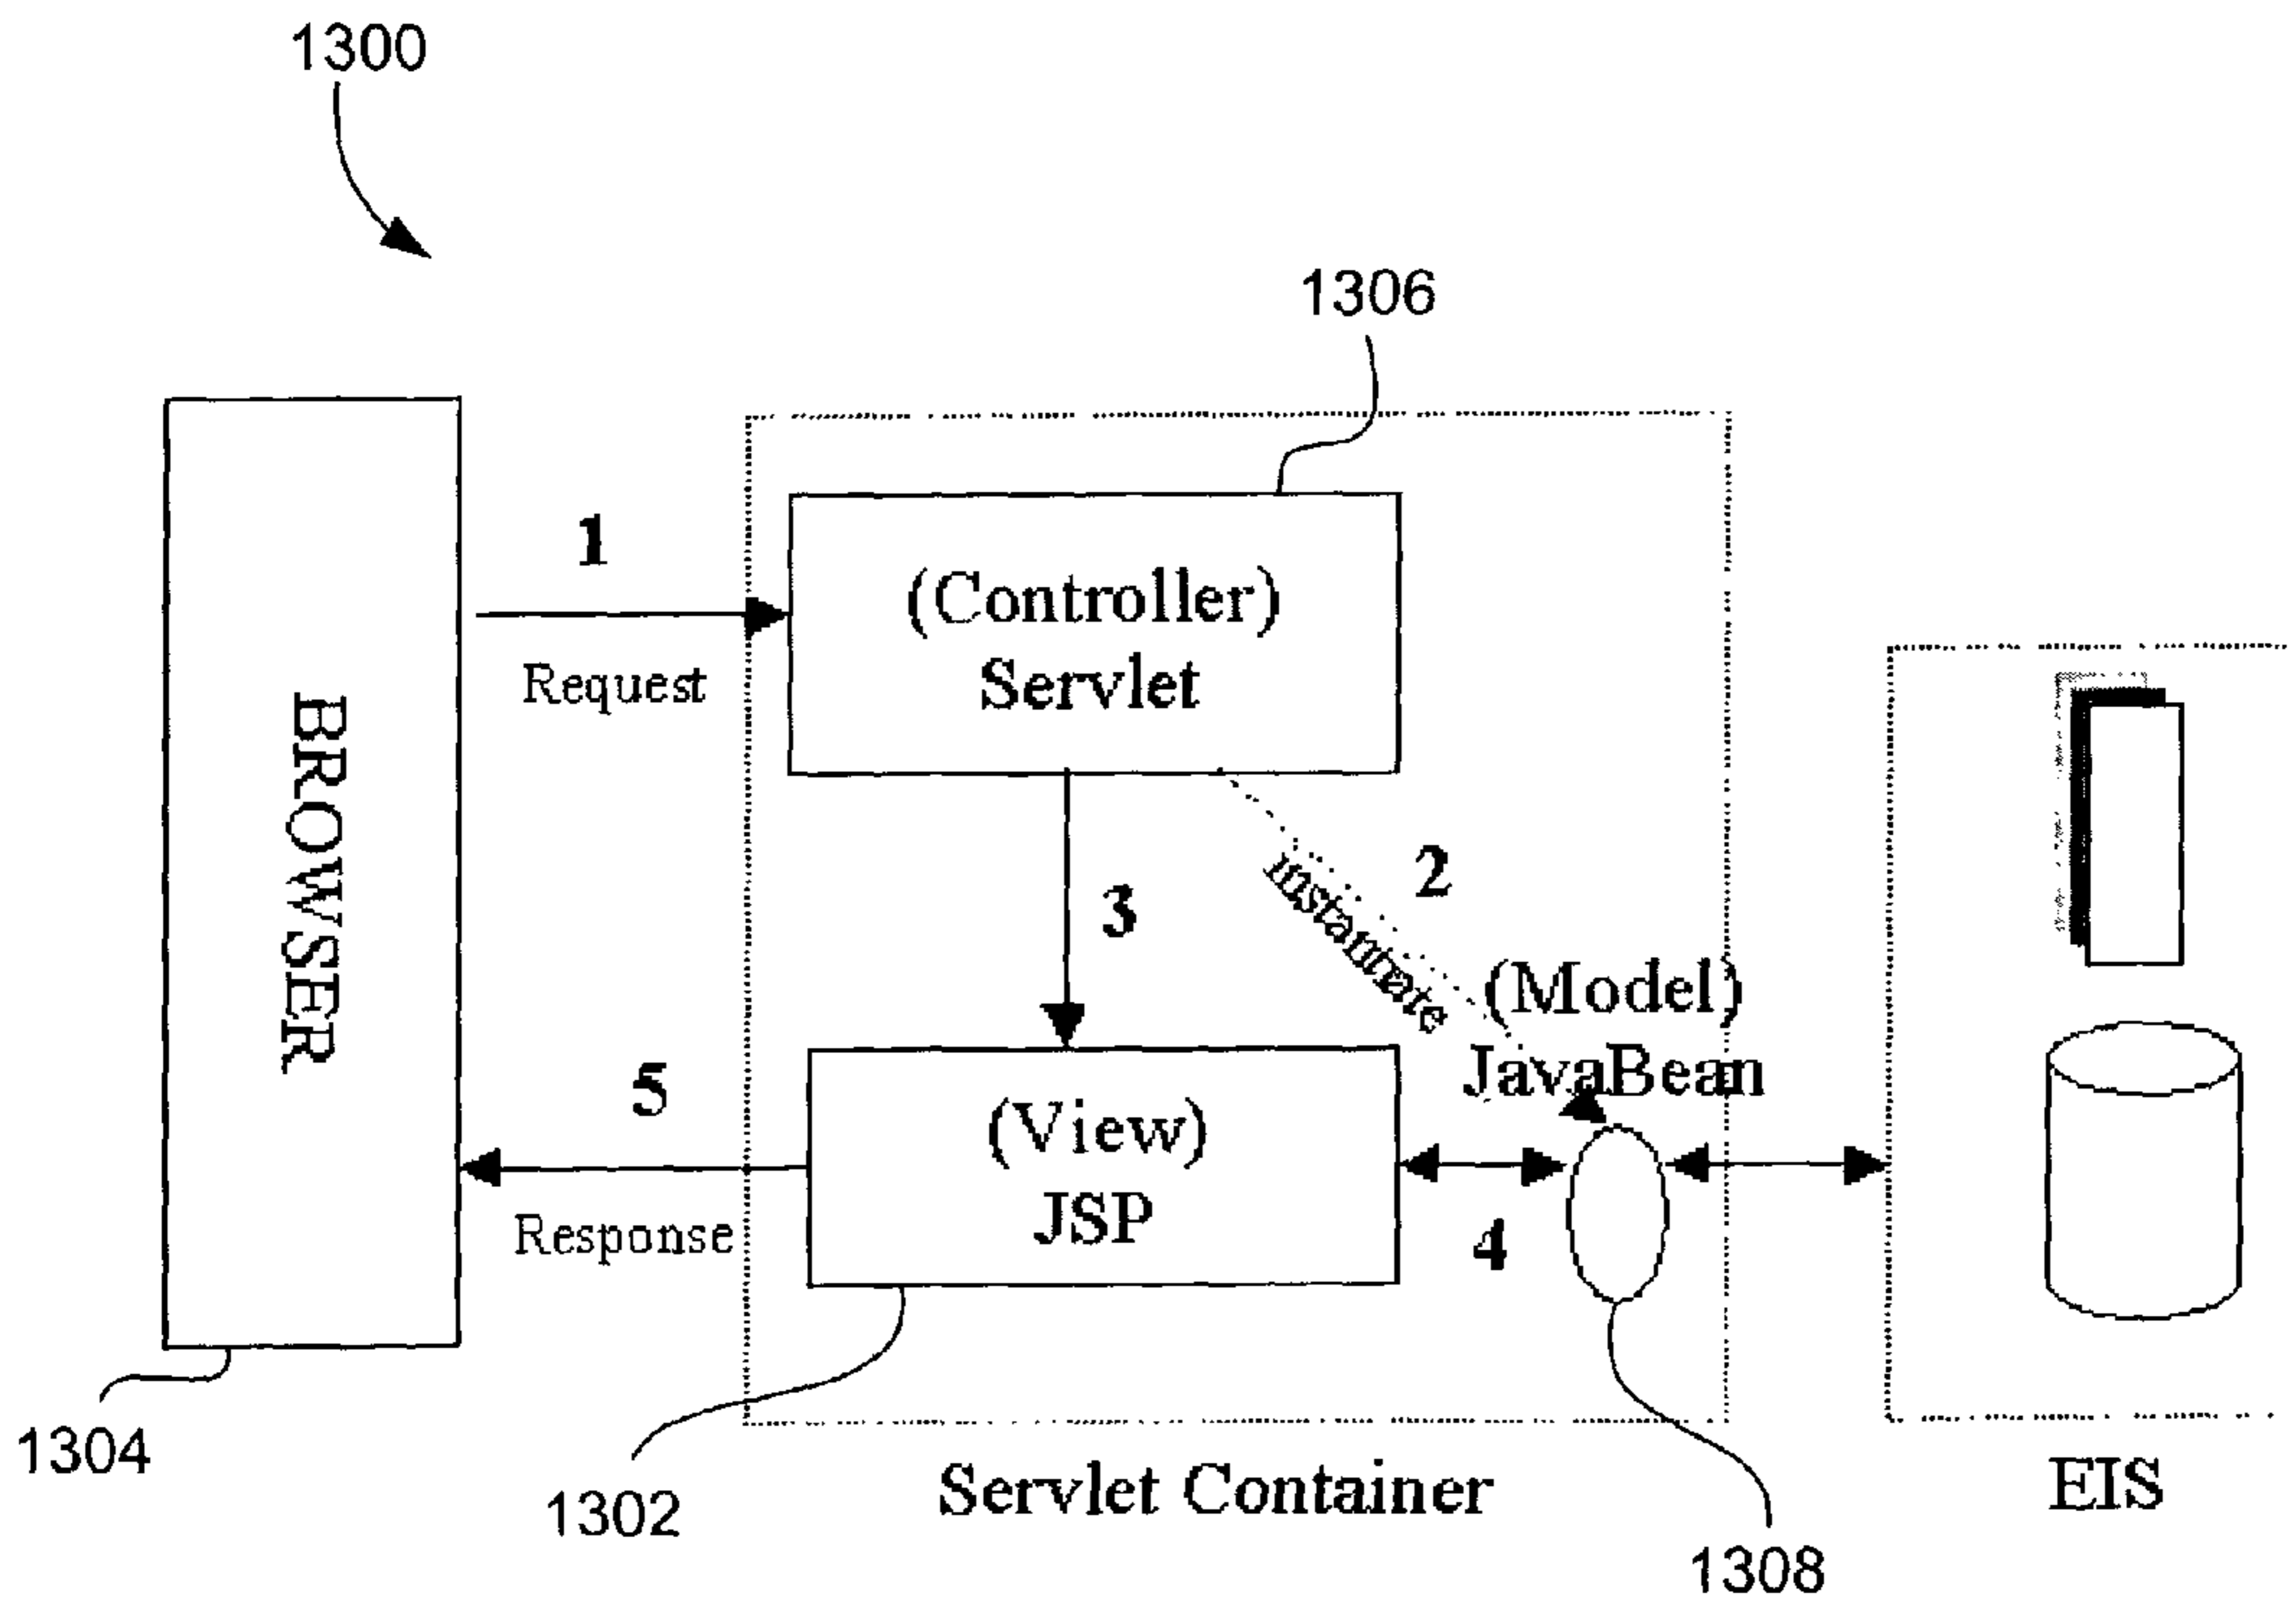 1300
1306
1
(Controller)
Servlet
Request
BROWSER
2
3
(Model)
JavaBean
5
(View)
JSP
Response
4
1304
1302
Servlet Container
EIS
1308